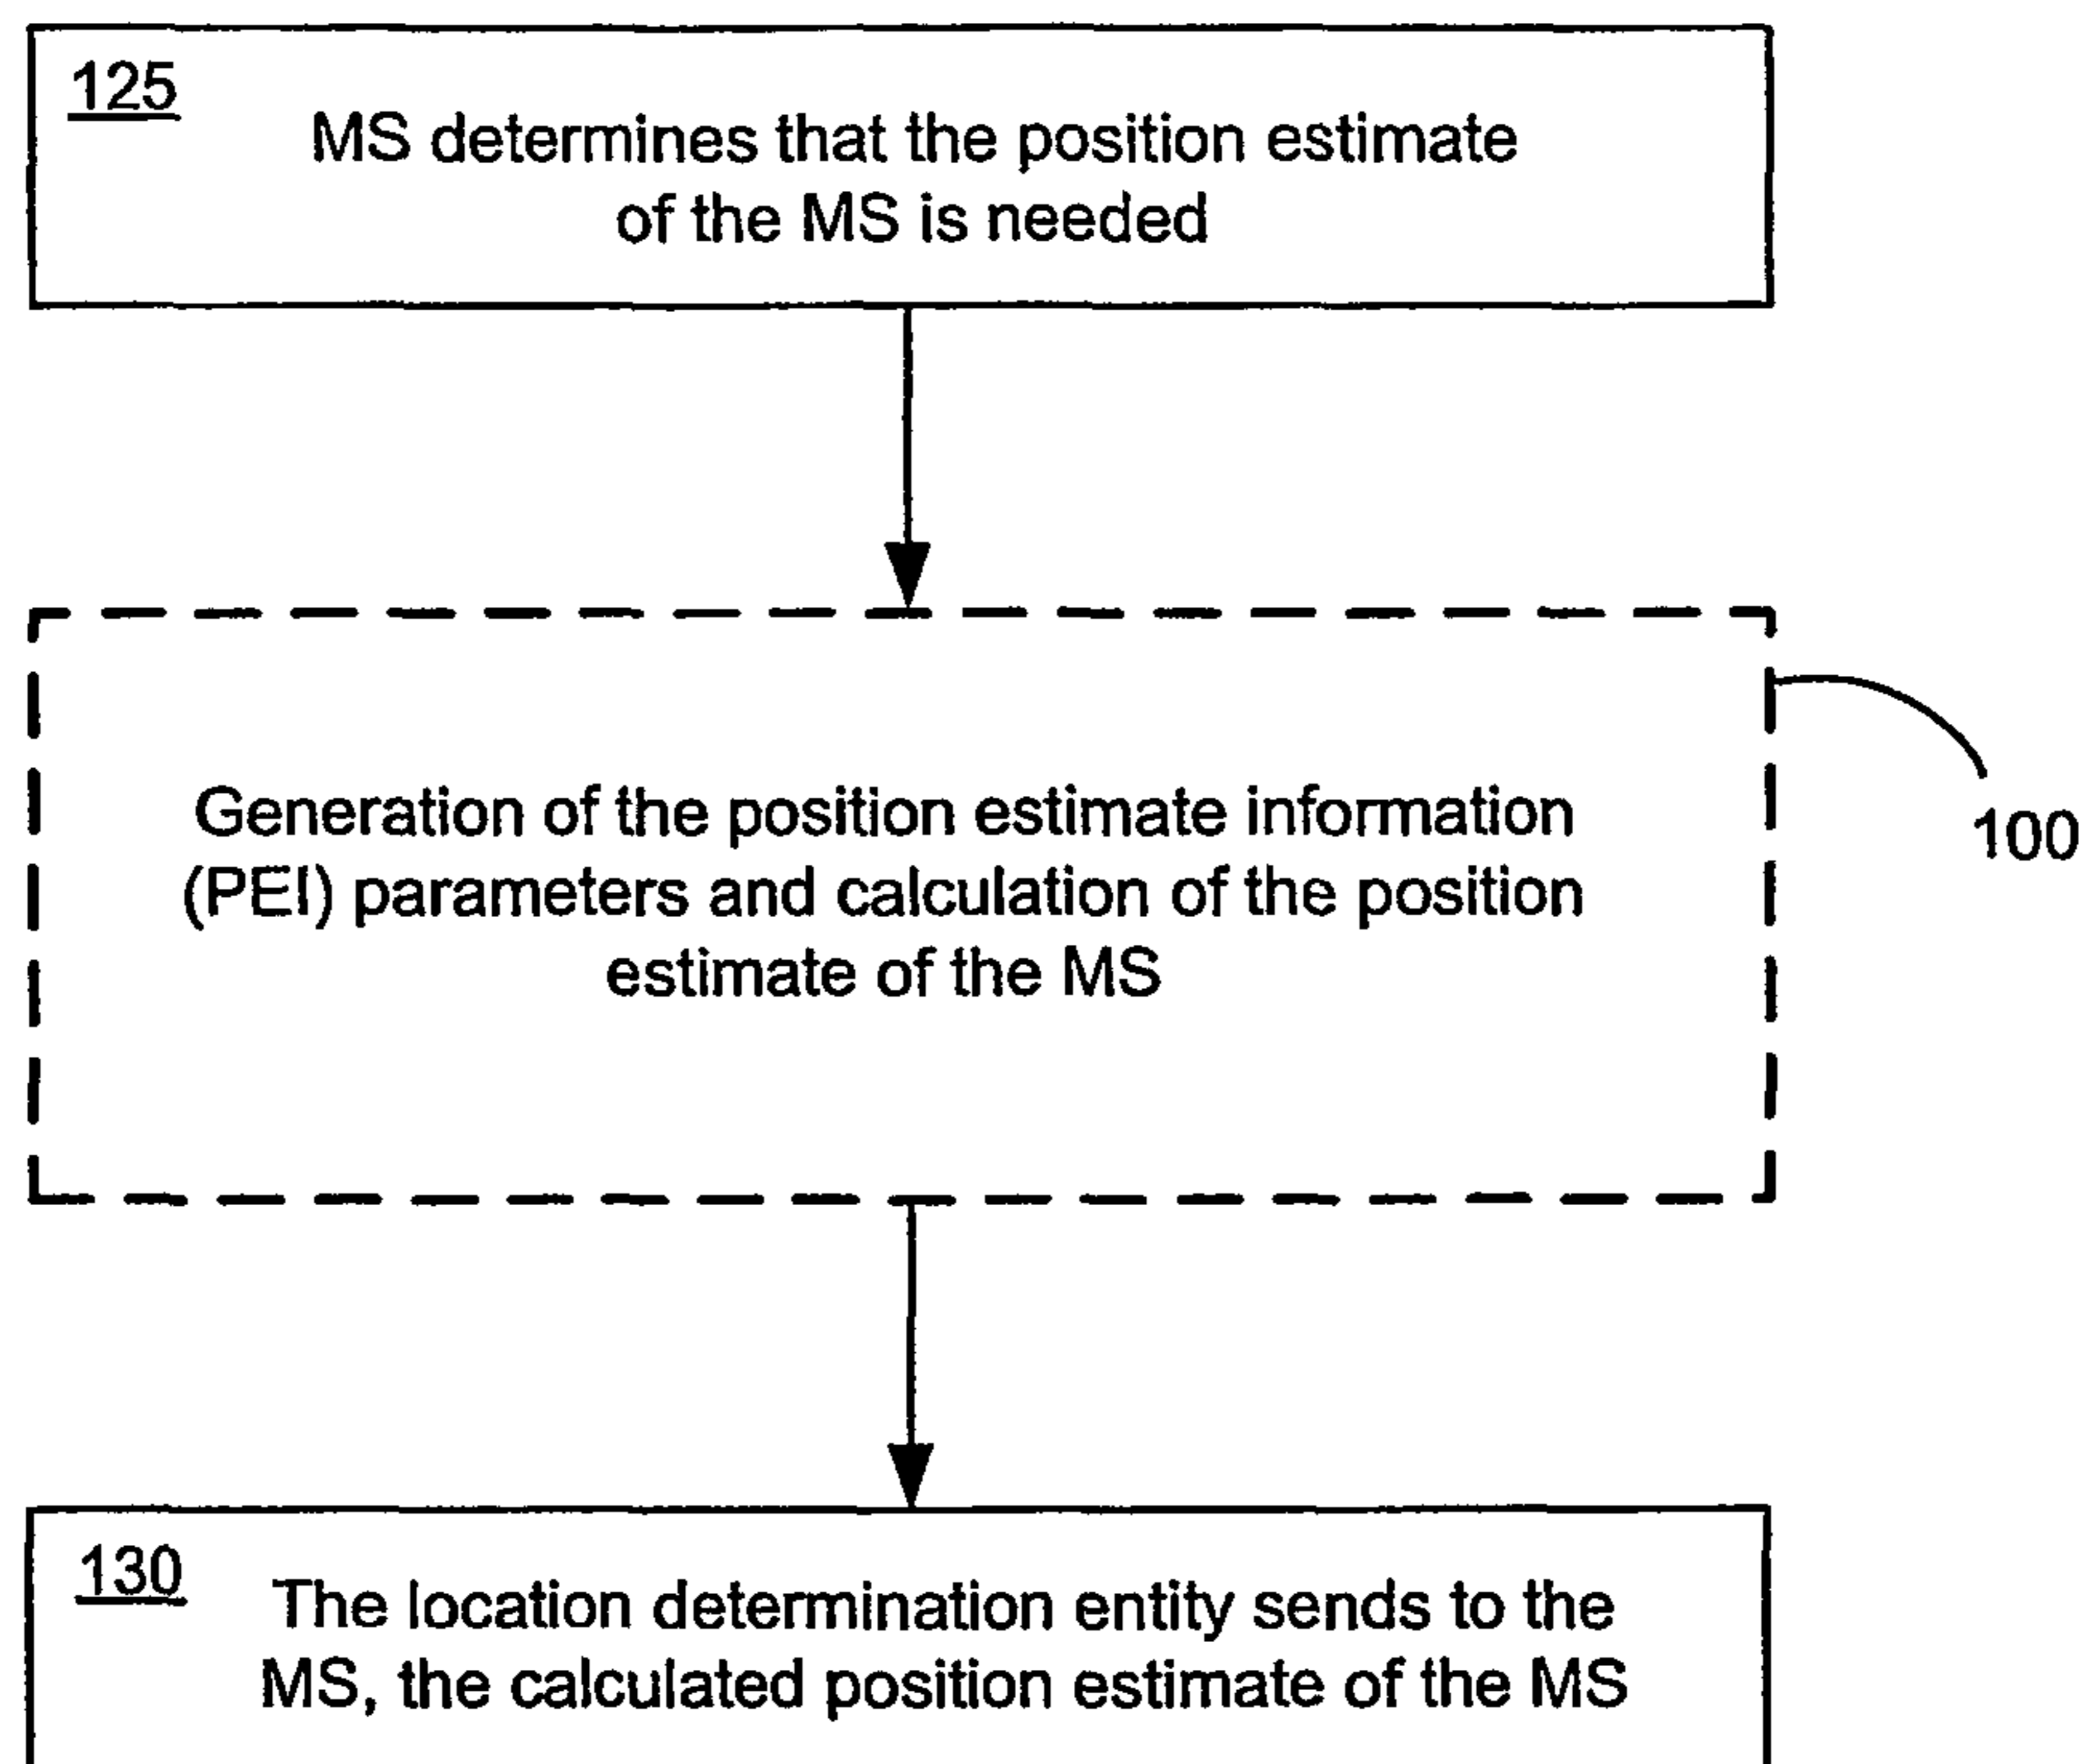 125
MS determines that the position estimate
of the MS is needed
Generation of the position estimate information
(PEI) parameters and calculation of the position
estimate of the MS
100
130
The location determination entity sends to the
MS, the calculated position estimate of the MS